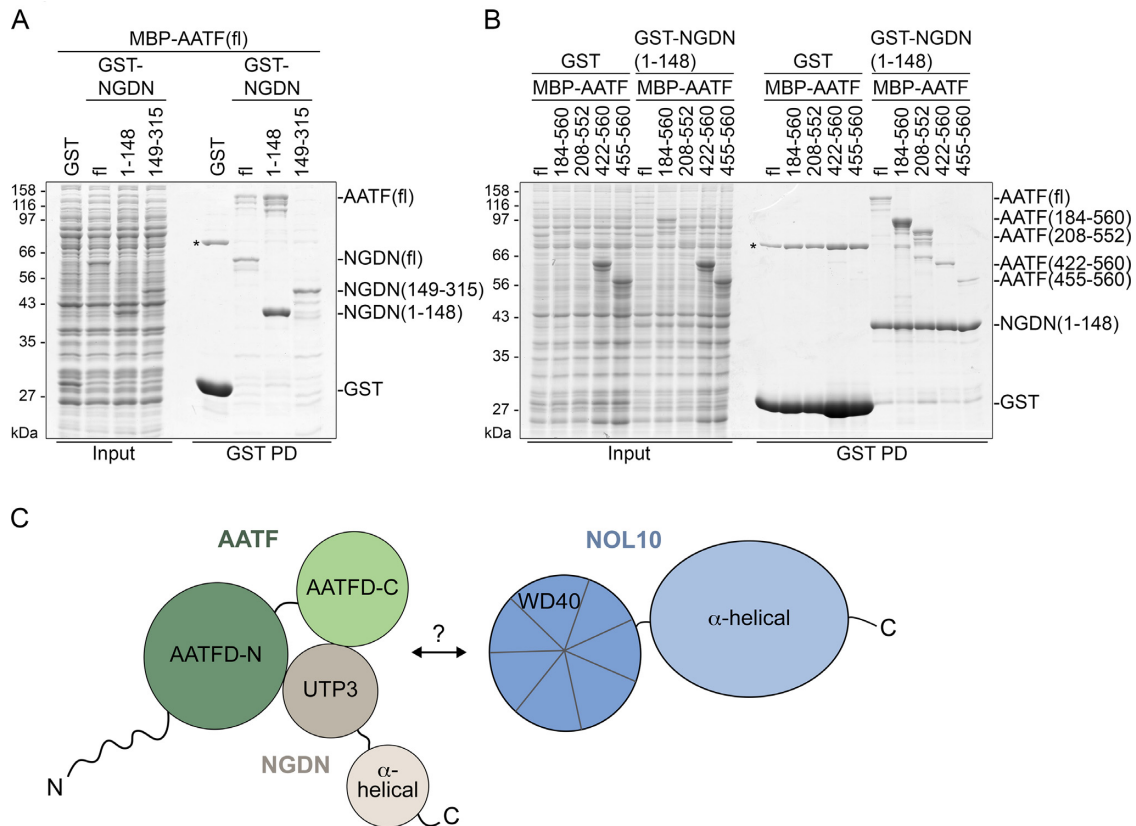 A
MBP-AATF(fl)
GST-
NGDN
GST-
NGDN
GST
fl
1-148
149-315
GST
fl
1-148
149-315
158 -
116 -
97 -
66 -
56 -
43 -
35 -
27 -
kDa
*
-AATF(fl)
-NGDN(fl)
-NGDN(149-315)
-NGDN(1-148)
-GST
Input
GST PD
B
GST
GST-NGDN
(1-148)
GST
GST-NGDN
(1-148)
MBP-AATF
MBP-AATF
MBP-AATF
MBP-AATF
fl
184-560
208-552
422-560
455-560
fl
184-560
208-552
422-560
455-560
fl
184-560
208-552
422-560
455-560
fl
184-560
208-552
422-560
455-560
158 -
116 -
97 -
66 -
56 -
43 -
35 -
27 -
kDa
*
-AATF(fl)
-AATF(184-560)
-AATF(208-552)
-AATF(422-560)
-AATF(455-560)
-NGDN(1-148)
-GST
Input
GST PD
C
AATF
AATFD-C
AATFD-N
UTP3
NGDN
α-
helical
N
C
?
NOL10
WD40
α-helical
C